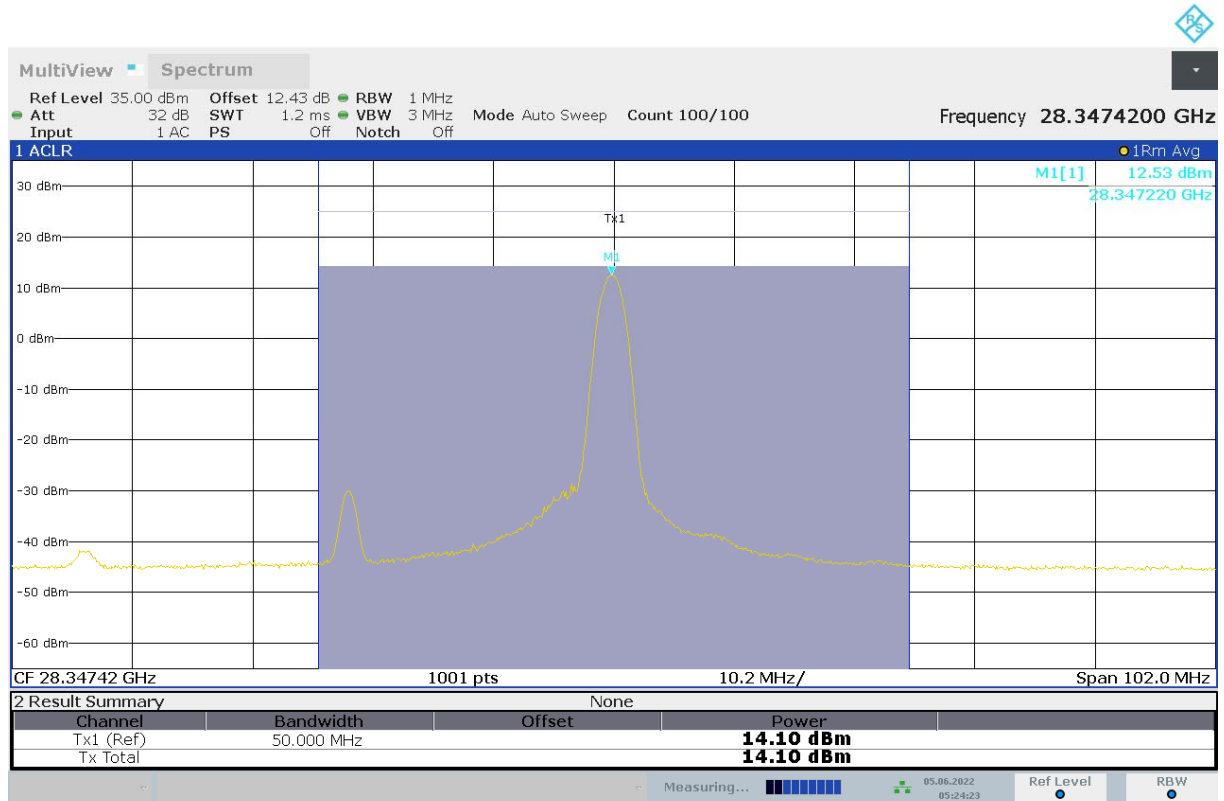 R&S
MultiView Spectrum
Ref Level 35.00 dBm Offset 12.43 dB RBW 1 MHz
Att 32 dB SWT 1.2 ms VBW 3 MHz Mode Auto Sweep Count 100/100 Frequency 28.3474200 GHz
Input 1 AC PS Off Notch Off
1 ACLR 1Rm Avg
M1[1] 12.53 dBm
28.347220 GHz
30 dBm
Tx1
20 dBm
M1
10 dBm
0 dBm
-10 dBm
-20 dBm
-30 dBm
-40 dBm
-50 dBm
-60 dBm
CF 28.34742 GHz 1001 pts 10.2 MHz/ Span 102.0 MHz
2 Result Summary None
Channel Bandwidth Offset Power
Tx1 (Ref) 50.000 MHz 14.10 dBm
Tx Total 14.10 dBm
Measuring... 05.06.2022 Ref Level RBW
05:24:23